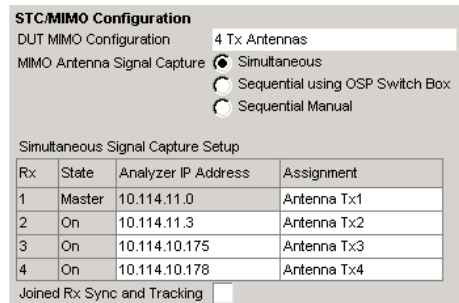 STC/MIMO Configuration
DUT MIMO Configuration 4 Tx Antennas
MIMO Antenna Signal Capture Simultaneous
Sequential using OSP Switch Box
Sequential Manual
Simultaneous Signal Capture Setup
Rx State Analyzer IP Address Assignment
1 Master 10.114.11.0 Antenna Tx1
2 On 10.114.11.3 Antenna Tx2
3 On 10.114.10.175 Antenna Tx3
4 On 10.114.10.178 Antenna Tx4
Joined Rx Sync and Tracking